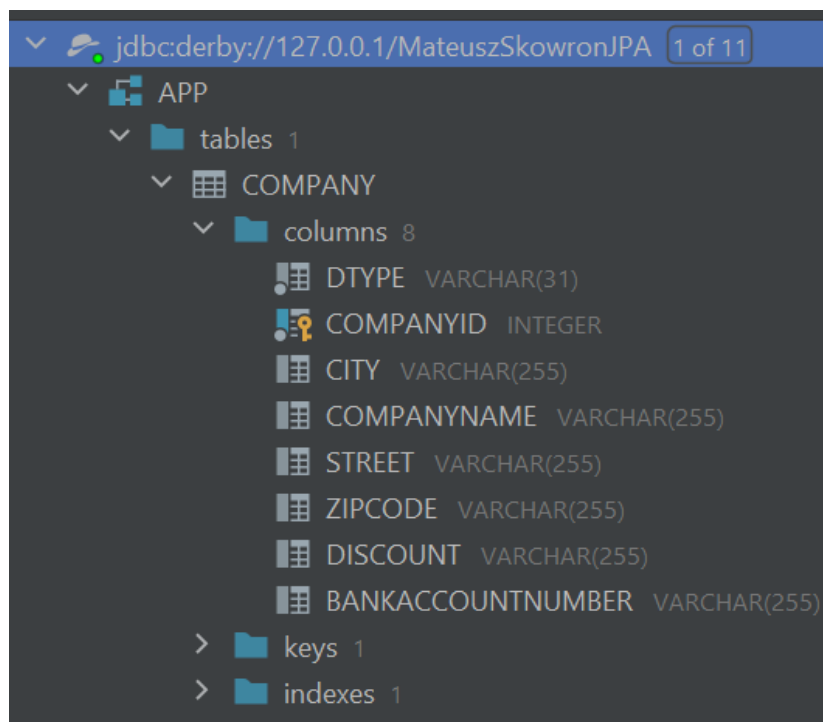 jdbc:derby://127.0.0.1/MateuszSkowronJPA 1 of 11
APP
tables 1
COMPANY
columns 8
DTYPE VARCHAR(31)
COMPANYID INTEGER
CITY VARCHAR(255)
COMPANYNAME VARCHAR(255)
STREET VARCHAR(255)
ZIPCODE VARCHAR(255)
DISCOUNT VARCHAR(255)
BANKACCOUNTNUMBER VARCHAR(255)
keys 1
indexes 1